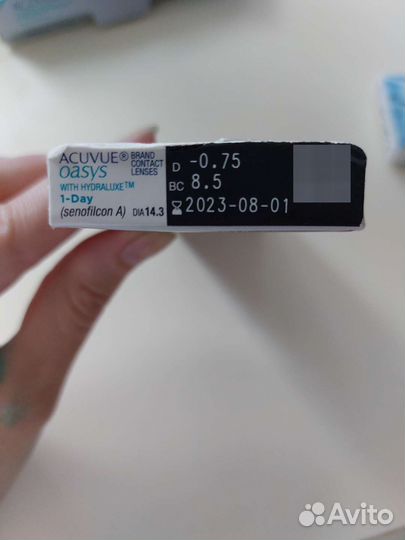 ACUVUE® BRAND CONTACT LENSES
oasys
WITH HYDRALUXE™
1-Day
(senofilcon A) DIA 14.3
D -0.75
BC 8.5
2023-08-01
Avito